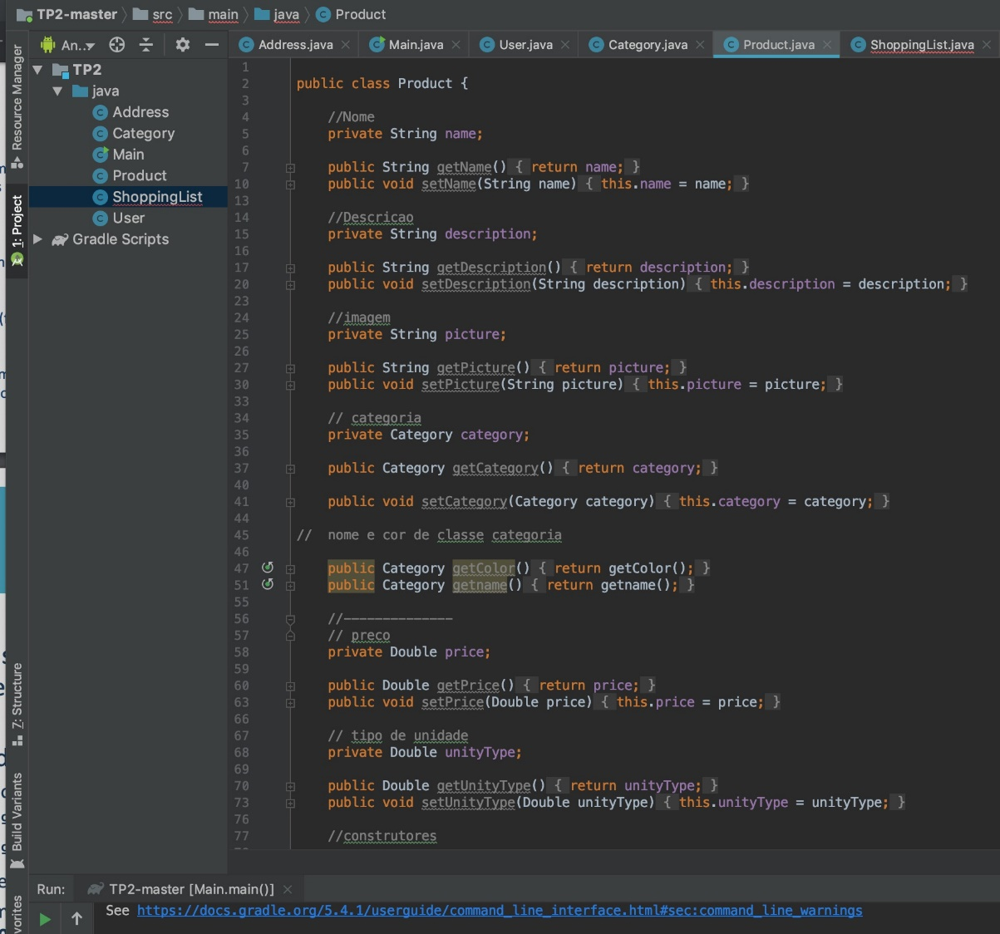 TP2-master src main java Product
An.. Address.java Main.java User.java Category.java Product.java ShoppingList.java
Resource Manager
1: Project
Z: Structure
Build Variants
vorites
TP2
java
Address
Category
Main
Product
ShoppingList
User
Gradle Scripts
1
2 public class Product {
3
4 //Nome
5 private String name;
6
7 public String getName() { return name; }
10 public void setName(String name) { this.name = name; }
13
14 //Descricao
15 private String description;
16
17 public String getDescription() { return description; }
20 public void setDescription(String description) { this.description = description; }
23
24 //imagem
25 private String picture;
26
27 public String getPicture() { return picture; }
30 public void setPicture(String picture) { this.picture = picture; }
33
34 // categoria
35 private Category category;
36
37 public Category getCategory() { return category; }
40
41 public void setCategory(Category category) { this.category = category; }
44
45 // nome e cor de classe categoria
46
47 public Category getColor() { return getColor(); }
51 public Category getname() { return getname(); }
55
56 //--------------
57 // preco
58 private Double price;
59
60 public Double getPrice() { return price; }
63 public void setPrice(Double price) { this.price = price; }
66
67 // tipo de unidade
68 private Double unityType;
69
70 public Double getUnityType() { return unityType; }
73 public void setUnityType(Double unityType) { this.unityType = unityType; }
76
77 //construtores
Run: TP2-master [Main.main()]
See https://docs.gradle.org/5.4.1/userguide/command_line_interface.html#sec:command_line_warnings